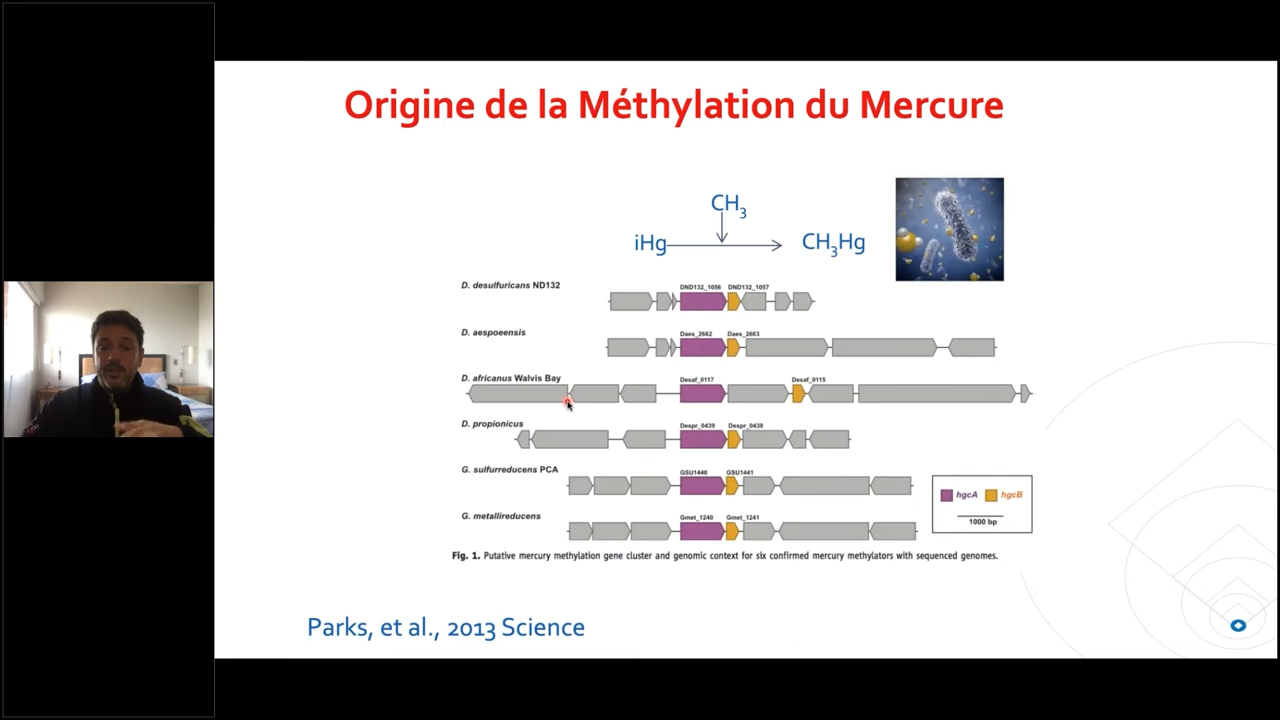 Origine de la Méthylation du Mercure
CH3
iHg
CH3Hg
D. desulfuricans ND132
DND132_1056
DND132_1057
D. aespoeensis
Daes_2662
Daes_2663
D. africanus Walvis Bay
Desaf_0117
Desaf_0115
D. propionicus
Despr_0439
Despr_0438
G. sulfurreducens PCA
GSU1440
GSU1441
G. metallireducens
Gmet_1240
Gmet_1241
hgcA
hgcB
1000 bp
Fig. 1. Putative mercury methylation gene cluster and genomic context for six confirmed mercury methylators with sequenced genomes.
Parks, et al., 2013 Science